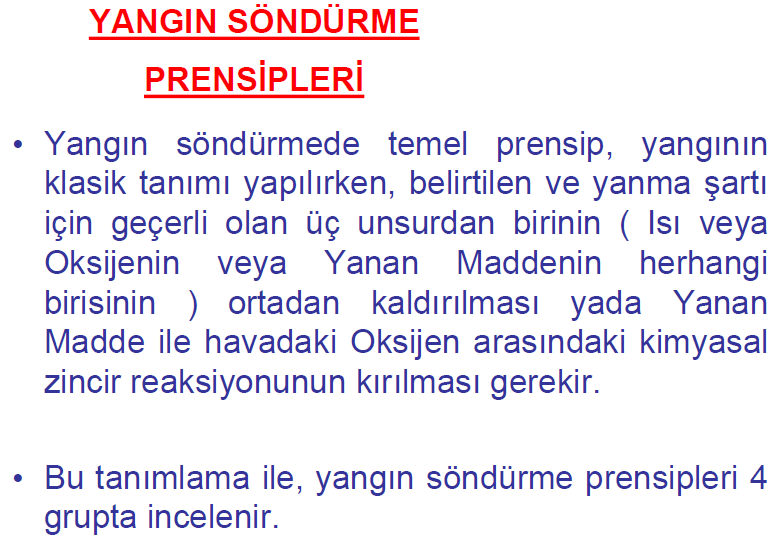 YANGIN SÖNDÜRME
PRENSİPLERİ
• Yangın söndürmede temel prensip, yangının
klasik tanımı yapılırken, belirtilen ve yanma şartı
için geçerli olan üç unsurdan birinin ( Isı veya
Oksijenin veya Yanan Maddenin herhangi
birisinin ) ortadan kaldırılması yada Yanan
Madde ile havadaki Oksijen arasındaki kimyasal
zincir reaksiyonunun kırılması gerekir.
• Bu tanımlama ile, yangın söndürme prensipleri 4
grupta incelenir.